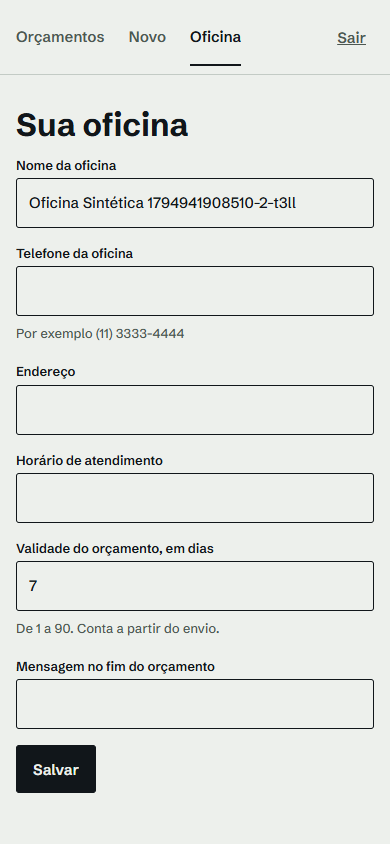 Orçamentos Novo Oficina Sair
Sua oficina
Nome da oficina
Oficina Sintética 1794941908510-2-t3ll
Telefone da oficina
Por exemplo (11) 3333-4444
Endereço
Horário de atendimento
Validade do orçamento, em dias
7
De 1 a 90. Conta a partir do envio.
Mensagem no fim do orçamento
Salvar